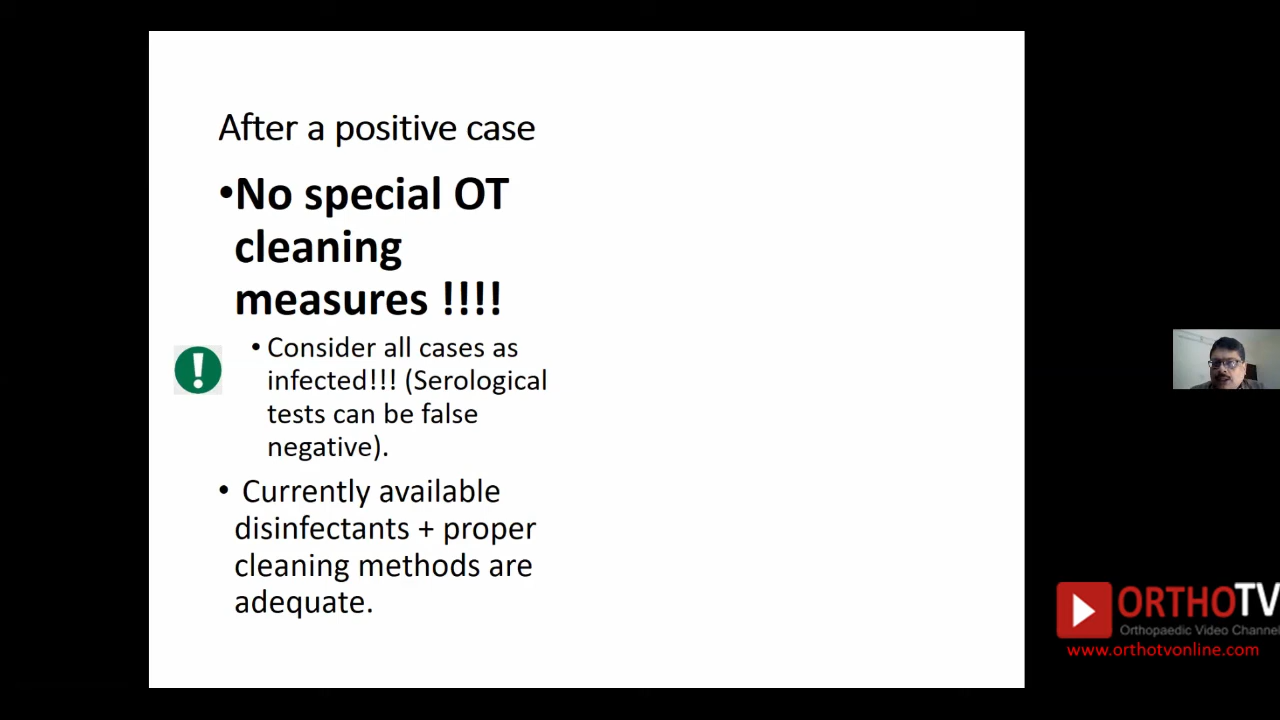 After a positive case
•No special OT
cleaning
measures !!!!
• Consider all cases as
infected!!! (Serological
tests can be false
negative).
• Currently available
disinfectants + proper
cleaning methods are
adequate.
ORTHOTV
Orthopaedic Video Channel
www.orthotvonline.com